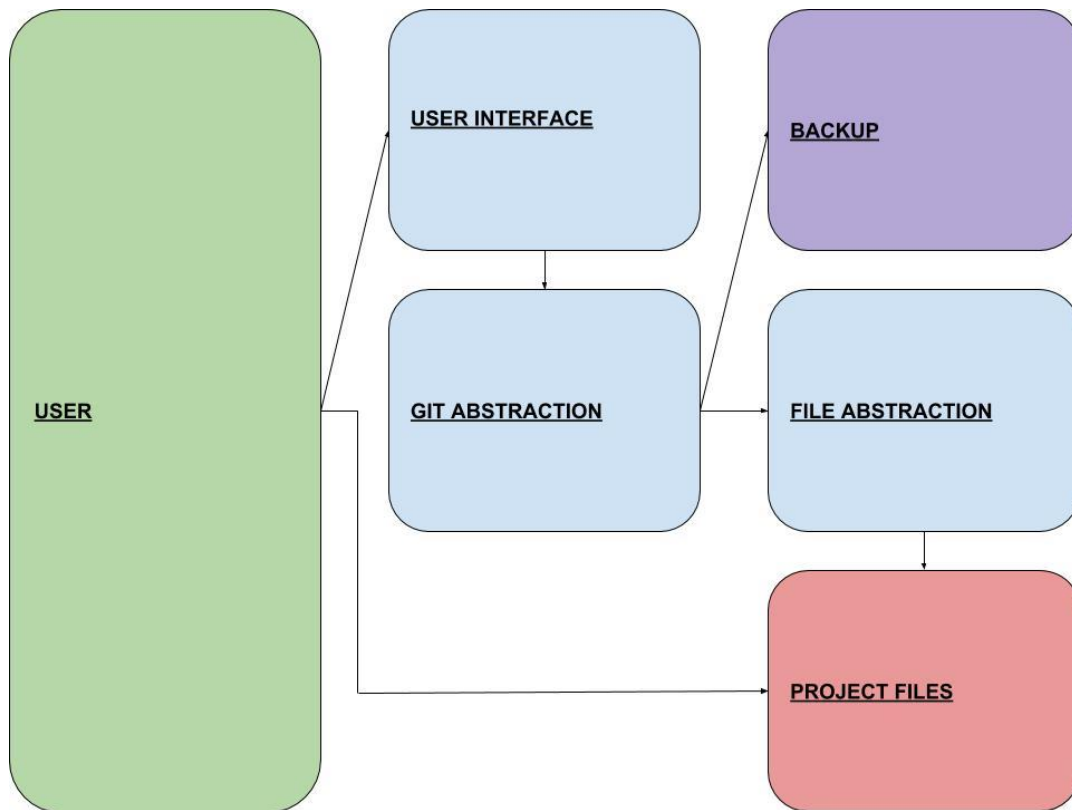 USER INTERFACE
BACKUP
USER
GIT ABSTRACTION
FILE ABSTRACTION
PROJECT FILES